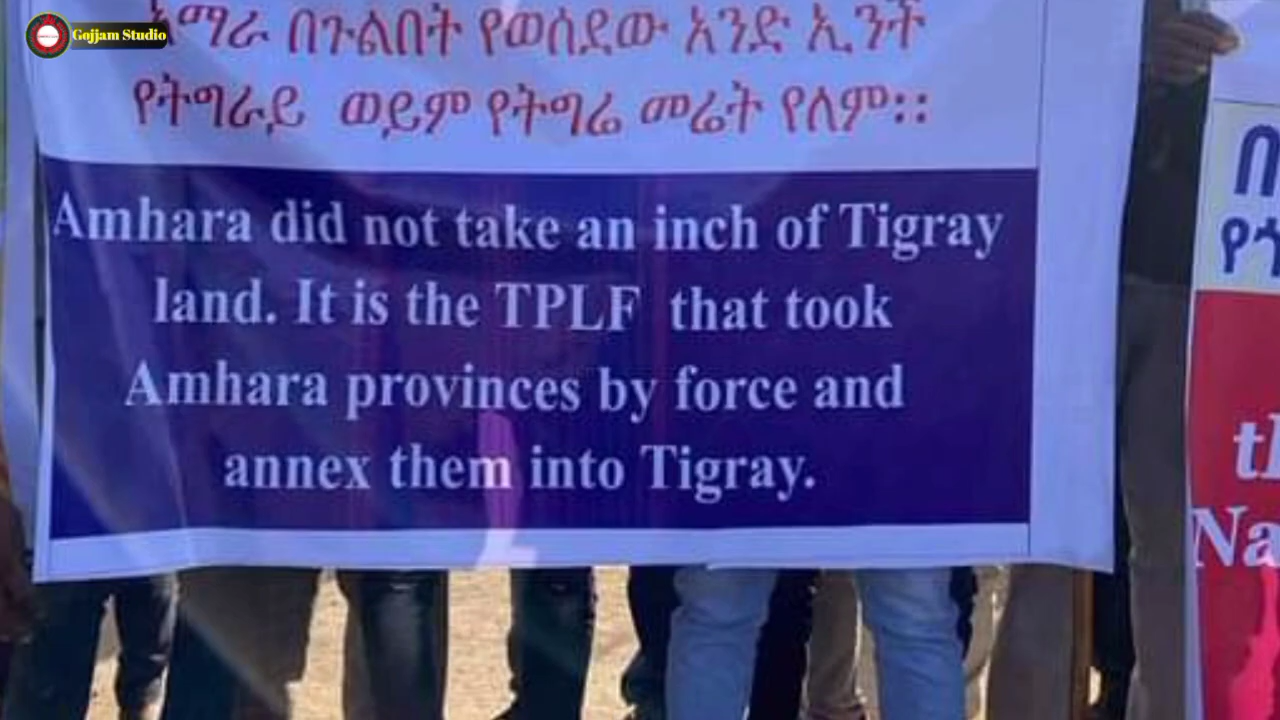 Gojjam Studio
አማራ በጉልበት የወሰደው አንድ ኢንች
የትግራይ ወይም የትግሬ መሬት የለም፡፡
Amhara did not take an inch of Tigray
land. It is the TPLF that took
Amhara provinces by force and
annex them into Tigray.